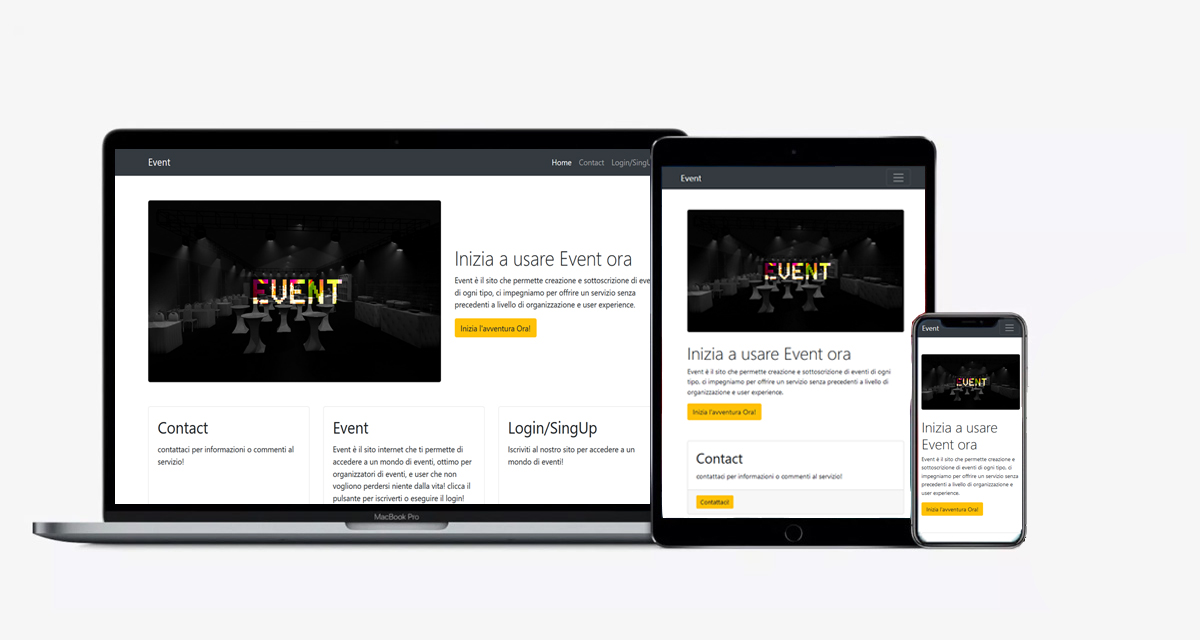 Event
Home Contact Login/SingU
EVENT
Inizia a usare Event ora
Event è il sito che permette creazione e sottoscrizione di eve
di ogni tipo, ci impegniamo per offrire un servizio senza
precedenti a livello di organizzazione e user experience.
Inizia l'avventura Ora!
Contact
contattaci per informazioni o commenti al
servizio!
Event
Event è il sito internet che ti permette di
accedere a un mondo di eventi, ottimo per
organizzatori di eventi, e user che non
vogliono perdersi niente dalla vita! clicca il
pulsante per iscriverti o eseguire il login!
Login/SingUp
Iscriviti al nostro sito per accedere a un
mondo di eventi!
MacBook Pro
Event
EVENT
Inizia a usare Event ora
Event è il sito che permette creazione e sottoscrizione di eventi di ogni
tipo, ci impegniamo per offrire un servizio senza precedenti a livello di
organizzazione e user experience.
Inizia l'avventura Ora!
Contact
contattaci per informazioni o commenti al servizio!
Contattaci!
Event
EVENT
Inizia a usare
Event ora
Event è il sito che permette creazione e
sottoscrizione di eventi di ogni tipo, ci
impegniamo per offrire un servizio senza
precedenti a livello di organizzazione e
user experience.
Inizia l'avventura Ora!